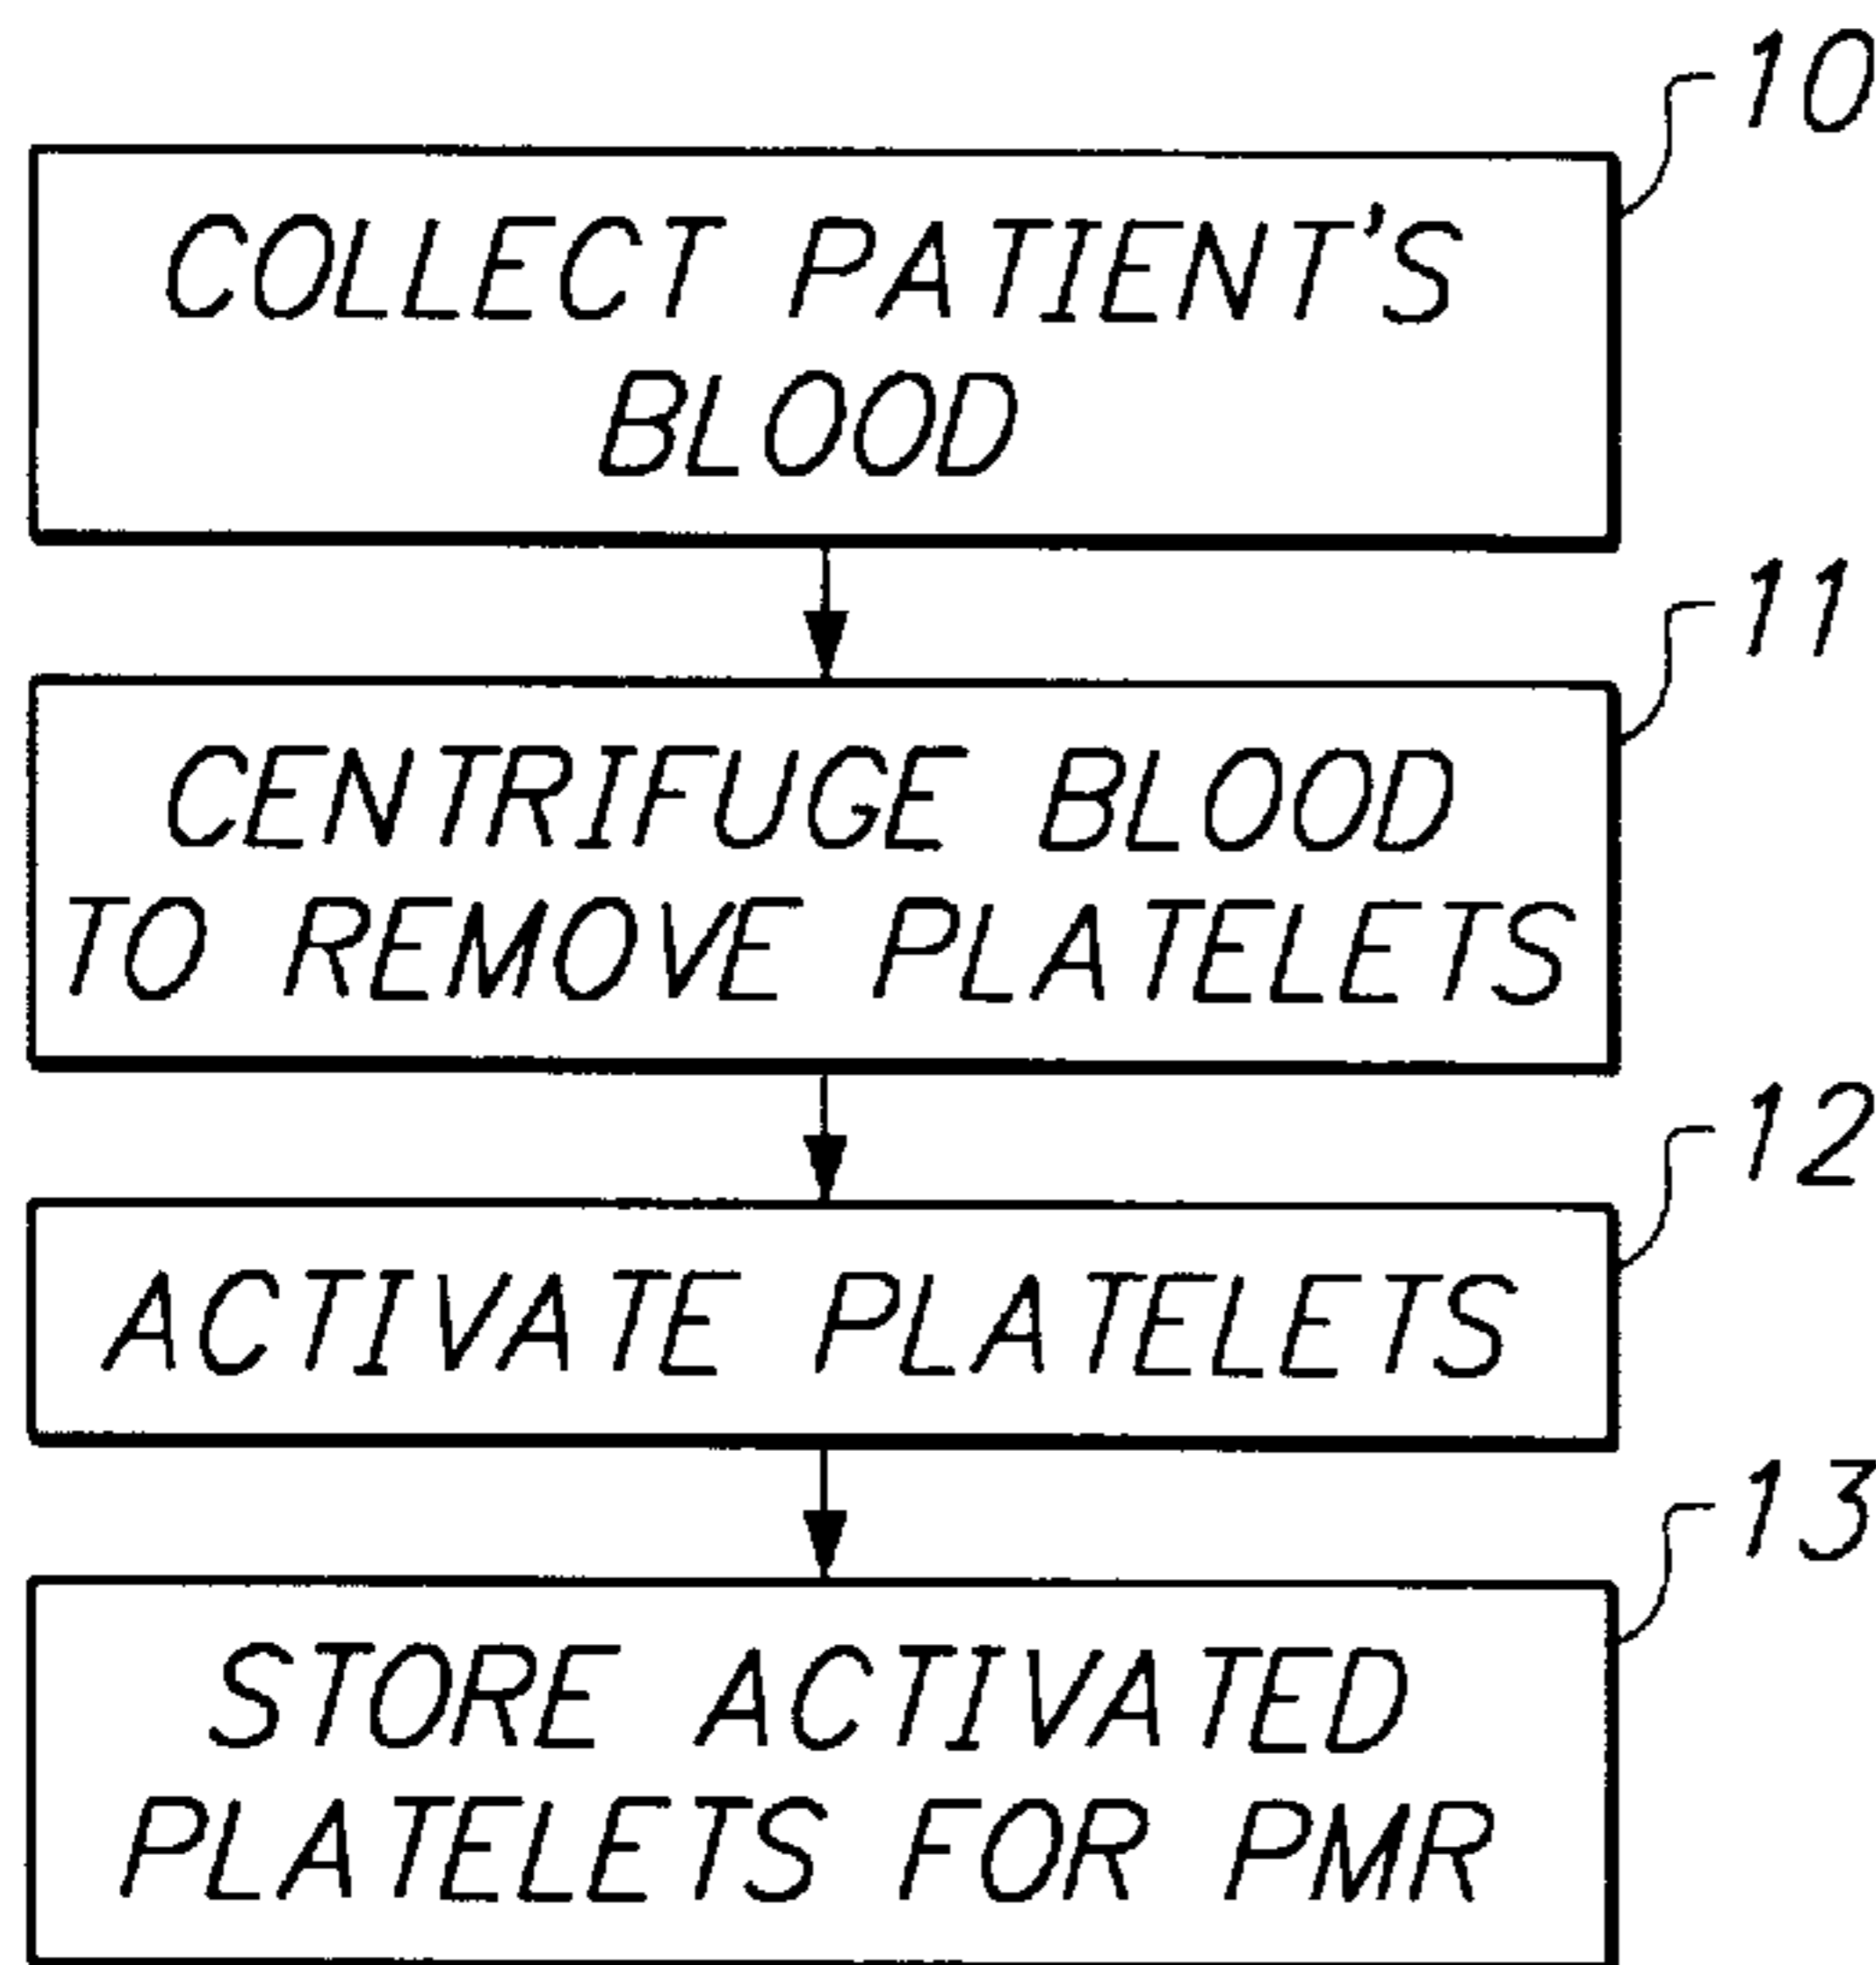 10
COLLECT PATIENT'S
BLOOD
11
CENTRIFUGE BLOOD
TO REMOVE PLATELETS
12
ACTIVATE PLATELETS
13
STORE ACTIVATED
PLATELETS FOR PMR